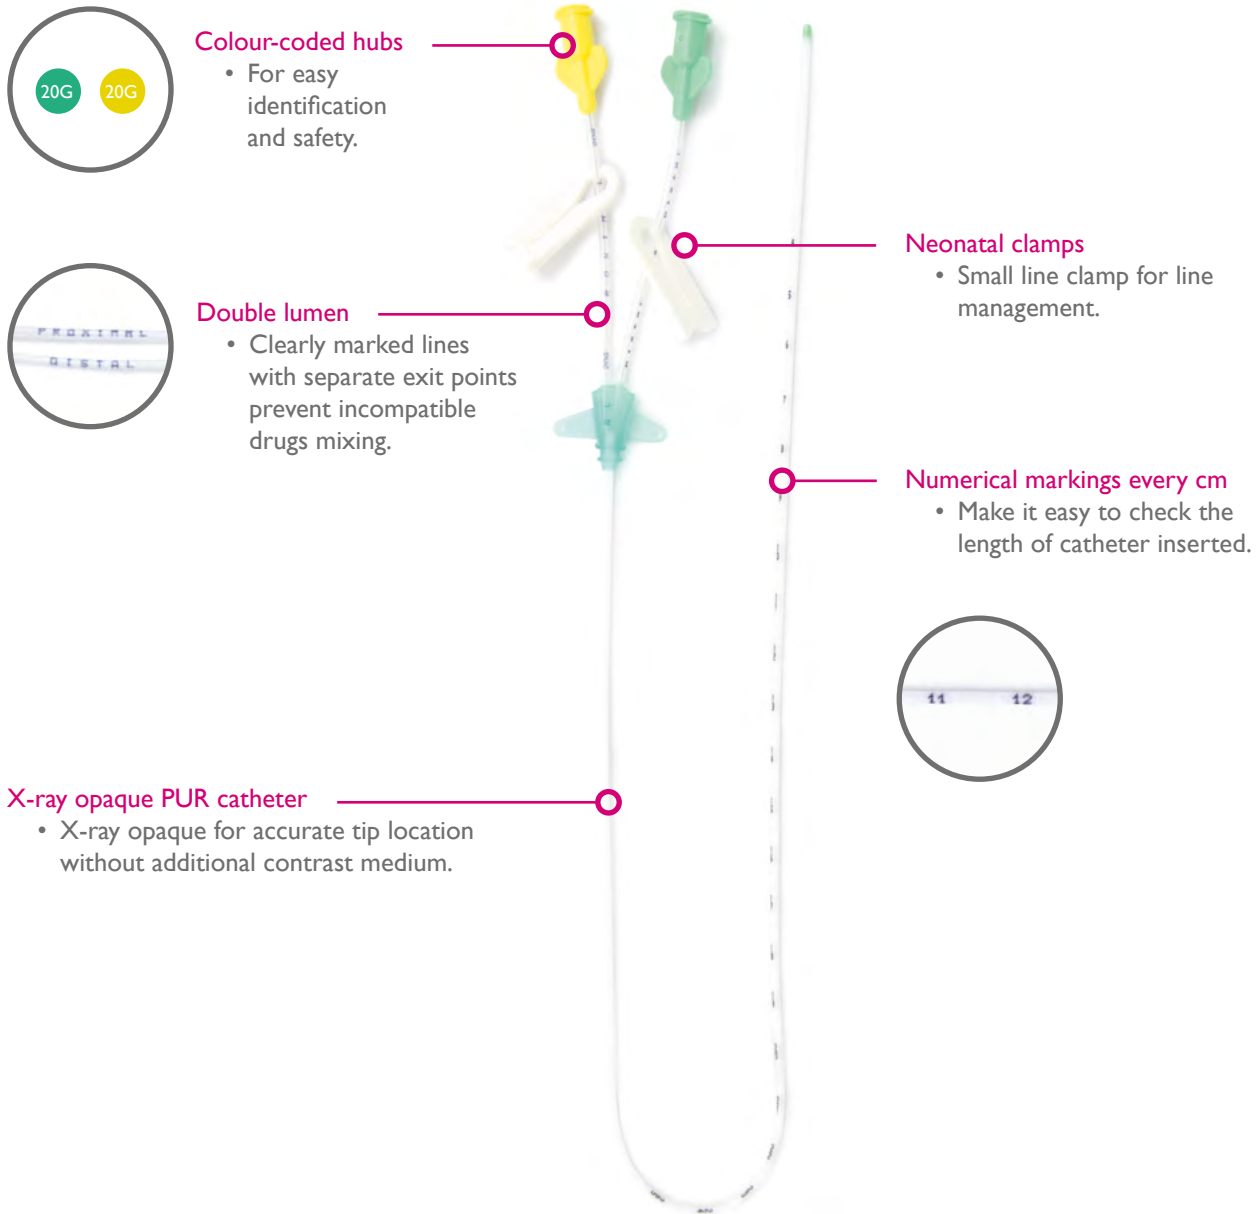 20G 20G
Colour-coded hubs
• For easy
identification
and safety.
PROXIMAL
DISTAL
Double lumen
• Clearly marked lines
with separate exit points
prevent incompatible
drugs mixing.
Neonatal clamps
• Small line clamp for line
management.
Numerical markings every cm
• Make it easy to check the
length of catheter inserted.
11 12
X-ray opaque PUR catheter
• X-ray opaque for accurate tip location
without additional contrast medium.
5